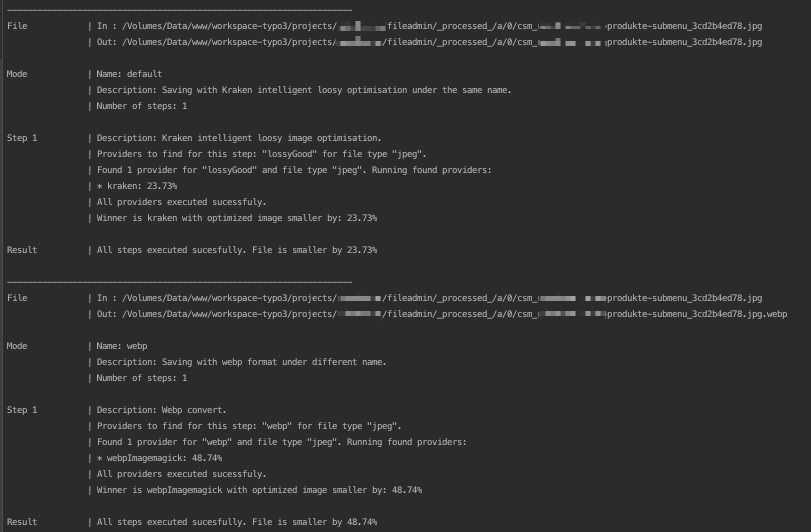 File | In : /Volumes/Data/www/workspace-typo3/projects/ /fileadmin/_processed_/a/0/csm_ -produkte-submenu_3cd2b4ed78.jpg
| Out: /Volumes/Data/www/workspace-typo3/projects/ /fileadmin/_processed_/a/0/csm_ -produkte-submenu_3cd2b4ed78.jpg
Mode | Name: default
| Description: Saving with Kraken intelligent loosy optimisation under the same name.
| Number of steps: 1
Step 1 | Description: Kraken intelligent loosy image optimisation.
| Providers to find for this step: "lossyGood" for file type "jpeg".
| Found 1 provider for "lossyGood" and file type "jpeg". Running found providers:
| * kraken: 23.73%
| All providers executed sucessfuly.
| Winner is kraken with optimized image smaller by: 23.73%
Result | All steps executed sucesfully. File is smaller by 23.73%
File | In : /Volumes/Data/www/workspace-typo3/projects/ /fileadmin/_processed_/a/0/csm_ -produkte-submenu_3cd2b4ed78.jpg
| Out: /Volumes/Data/www/workspace-typo3/projects/ /fileadmin/_processed_/a/0/csm_ -produkte-submenu_3cd2b4ed78.jpg.webp
Mode | Name: webp
| Description: Saving with webp format under different name.
| Number of steps: 1
Step 1 | Description: Webp convert.
| Providers to find for this step: "webp" for file type "jpeg".
| Found 1 provider for "webp" and file type "jpeg". Running found providers:
| * webpImagemagick: 48.74%
| All providers executed sucessfuly.
| Winner is webpImagemagick with optimized image smaller by: 48.74%
Result | All steps executed sucesfully. File is smaller by 48.74%